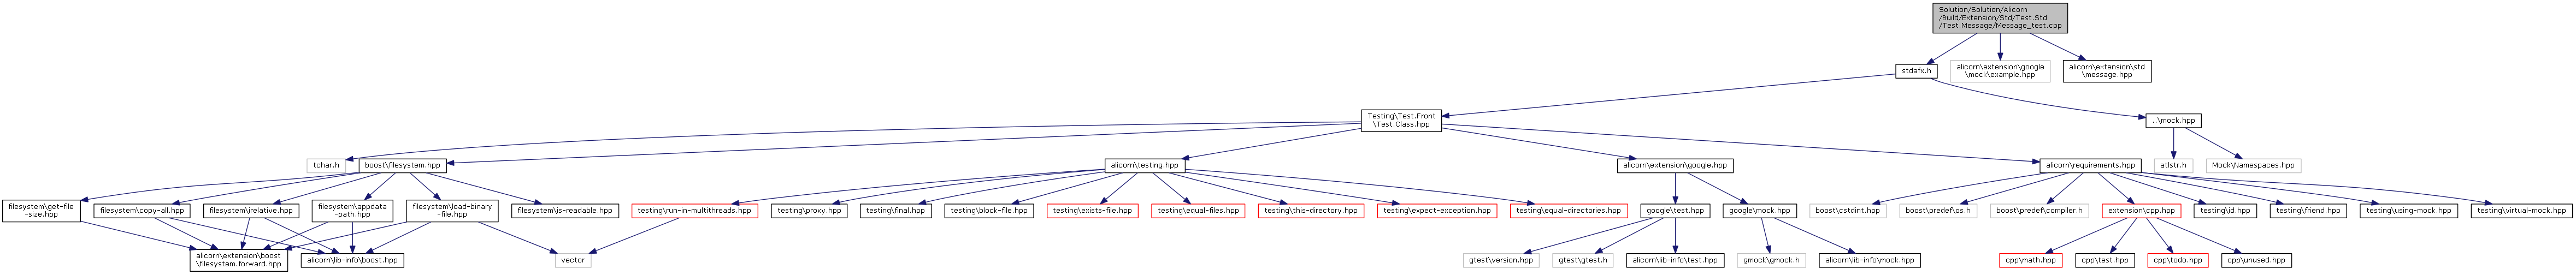 Solution/Solution/Alicorn
/Build/Extension/Std/Test.Std
/Test.Message/Message_test.cpp
stdafx.h
alicorn\extension\google
\mock\example.hpp
alicorn\extension\std
\message.hpp
Testing\Test.Front
\Test.Class.hpp
..\mock.hpp
tchar.h
boost\filesystem.hpp
alicorn\testing.hpp
alicorn\extension\google.hpp
alicorn\requirements.hpp
atlstr.h
Mock\Namespaces.hpp
filesystem\get-file
-size.hpp
filesystem\copy-all.hpp
filesystem\irelative.hpp
filesystem\appdata
-path.hpp
filesystem\load-binary
-file.hpp
filesystem\is-readable.hpp
testing\run-in-multithreads.hpp
testing\proxy.hpp
testing\final.hpp
testing\block-file.hpp
testing\exists-file.hpp
testing\equal-files.hpp
testing\this-directory.hpp
testing\expect-exception.hpp
testing\equal-directories.hpp
google\test.hpp
google\mock.hpp
boost\cstdint.hpp
boost\predef\os.h
boost\predef\compiler.h
extension\cpp.hpp
testing\id.hpp
testing\friend.hpp
testing\using-mock.hpp
testing\virtual-mock.hpp
alicorn\extension\boost
\filesystem.forward.hpp
alicorn\lib-info\boost.hpp
vector
gtest\version.hpp
gtest\gtest.h
alicorn\lib-info\test.hpp
gmock\gmock.h
alicorn\lib-info\mock.hpp
cpp\math.hpp
cpp\test.hpp
cpp\todo.hpp
cpp\unused.hpp